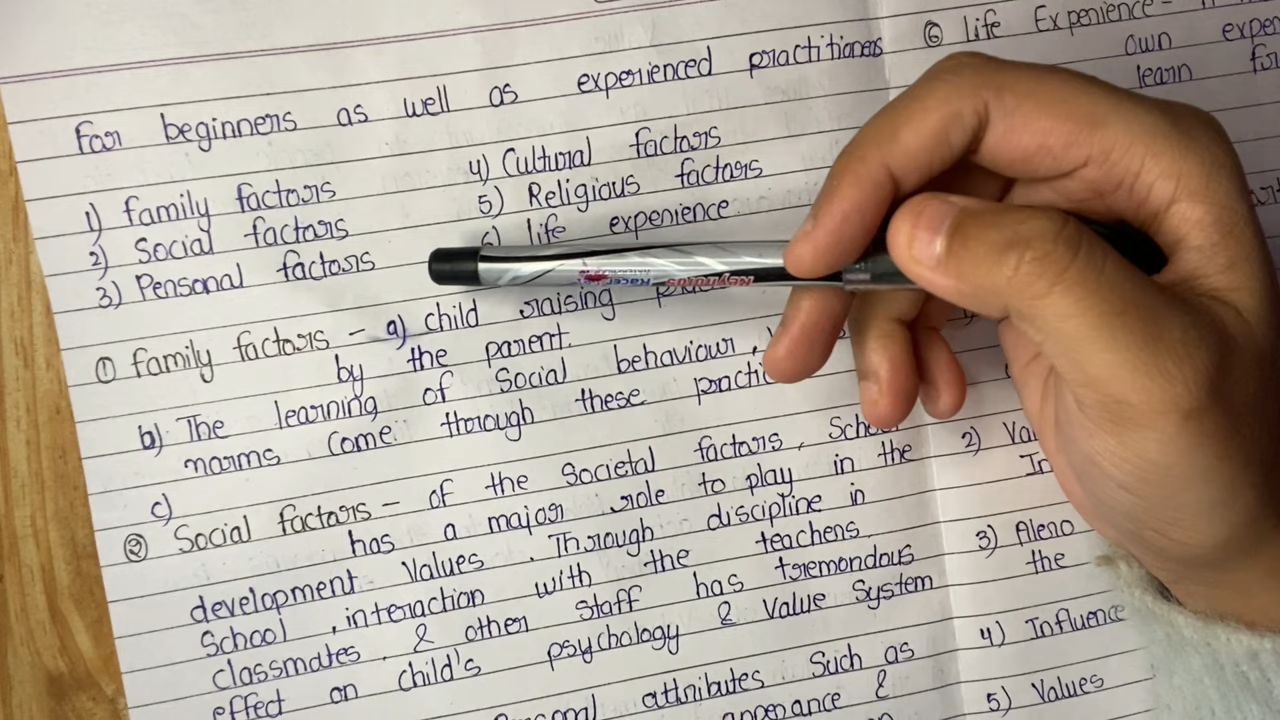 For beginners as well as experienced practitioners
1) family factors
2) Social factors
3) Personal factors
4) Cultural factors
5) Religious factors
6) life experience
① family factors – a) child raising
by the parent.
b) The learning of Social behaviour,
norms come through these
c)
② Social factors – of the Societal factors,
has a major role to play in the
development Values. Through discipline in
School, interaction with the teachers
classmates & other Staff has tremondous
effect on child's psychology & Value System
attributes Such as
&
⑥ life Experience –
own
learn
2)
3)
the
4) Influence
5) Values
Reynolds
Racer